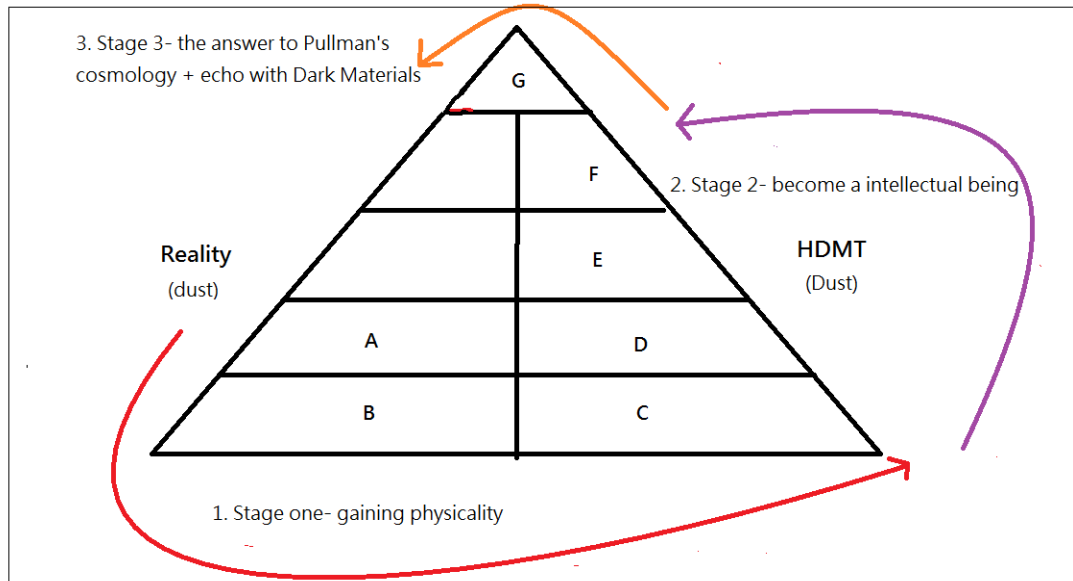 3. Stage 3- the answer to Pullman's
cosmology + echo with Dark Materials
G
F
2. Stage 2- become a intellectual being
Reality
(dust)
E
HDMT
(Dust)
A
D
B
C
1. Stage one- gaining physicality